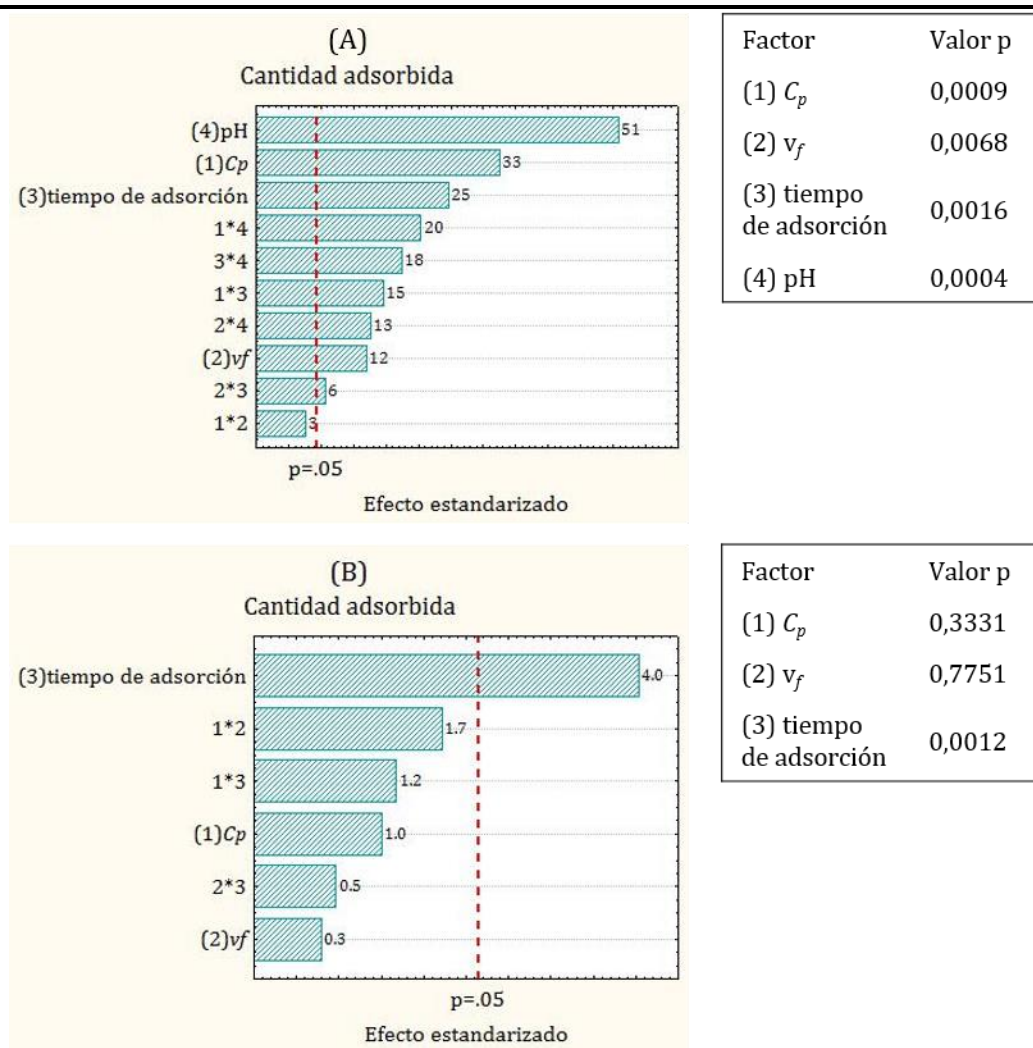 (A)
Cantidad adsorbida
(4)pH 51
(1)Cp 33
(3)tiempo de adsorción 25
1*4 20
3*4 18
1*3 15
2*4 13
(2)vf 12
2*3 6
1*2 3
p=.05
Efecto estandarizado
Factor Valor p
(1) Cp 0,0009
(2) vf 0,0068
(3) tiempo
de adsorción 0,0016
(4) pH 0,0004
(B)
Cantidad adsorbida
(3)tiempo de adsorción 4.0
1*2 1.7
1*3 1.2
(1)Cp 1.0
2*3 0.5
(2)vf 0.3
p=.05
Efecto estandarizado
Factor Valor p
(1) Cp 0,3331
(2) vf 0,7751
(3) tiempo
de adsorción 0,0012